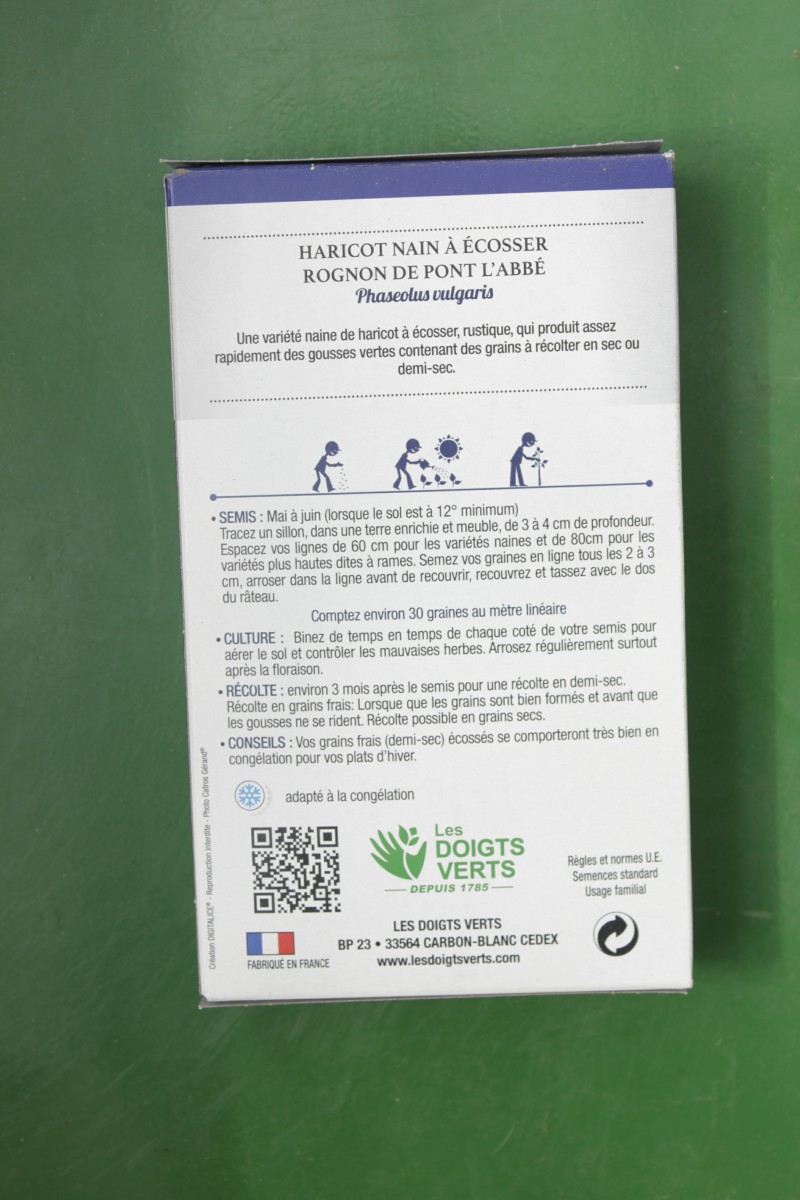 HARICOT NAIN À ÉCOSSER
ROGNON DE PONT L'ABBÉ
Phaseolus vulgaris
Une variété naine de haricot à écosser, rustique, qui produit assez
rapidement des gousses vertes contenant des grains à récolter en sec ou
demi-sec.
• SEMIS : Mai à juin (lorsque le sol est à 12° minimum)
Tracez un sillon, dans une terre enrichie et meuble, de 3 à 4 cm de profondeur.
Espacez vos lignes de 60 cm pour les variétés naines et de 80cm pour les
variétés plus hautes dites à rames. Semez vos graines en ligne tous les 2 à 3
cm, arroser dans la ligne avant de recouvrir, recouvrez et tassez avec le dos
du râteau.
Comptez environ 30 graines au mètre linéaire
• CULTURE : Binez de temps en temps de chaque coté de votre semis pour
aérer le sol et contrôler les mauvaises herbes. Arrosez régulièrement surtout
après la floraison.
• RÉCOLTE : environ 3 mois après le semis pour une récolte en demi-sec.
Récolte en grains frais: Lorsque que les grains sont bien formés et avant que
les gousses ne se rident. Récolte possible en grains secs.
• CONSEILS : Vos grains frais (demi-sec) écossés se comporteront très bien en
congélation pour vos plats d'hiver.
adapté à la congélation
Création DIGITALICE® - Reproduction interdite - Photo Catros Gérand®
Les
DOIGTS
VERTS
DEPUIS 1785
Règles et normes U.E.
Semences standard
Usage familial
FABRIQUÉ EN FRANCE
LES DOIGTS VERTS
BP 23 • 33564 CARBON-BLANC CEDEX
www.lesdoigtsverts.com